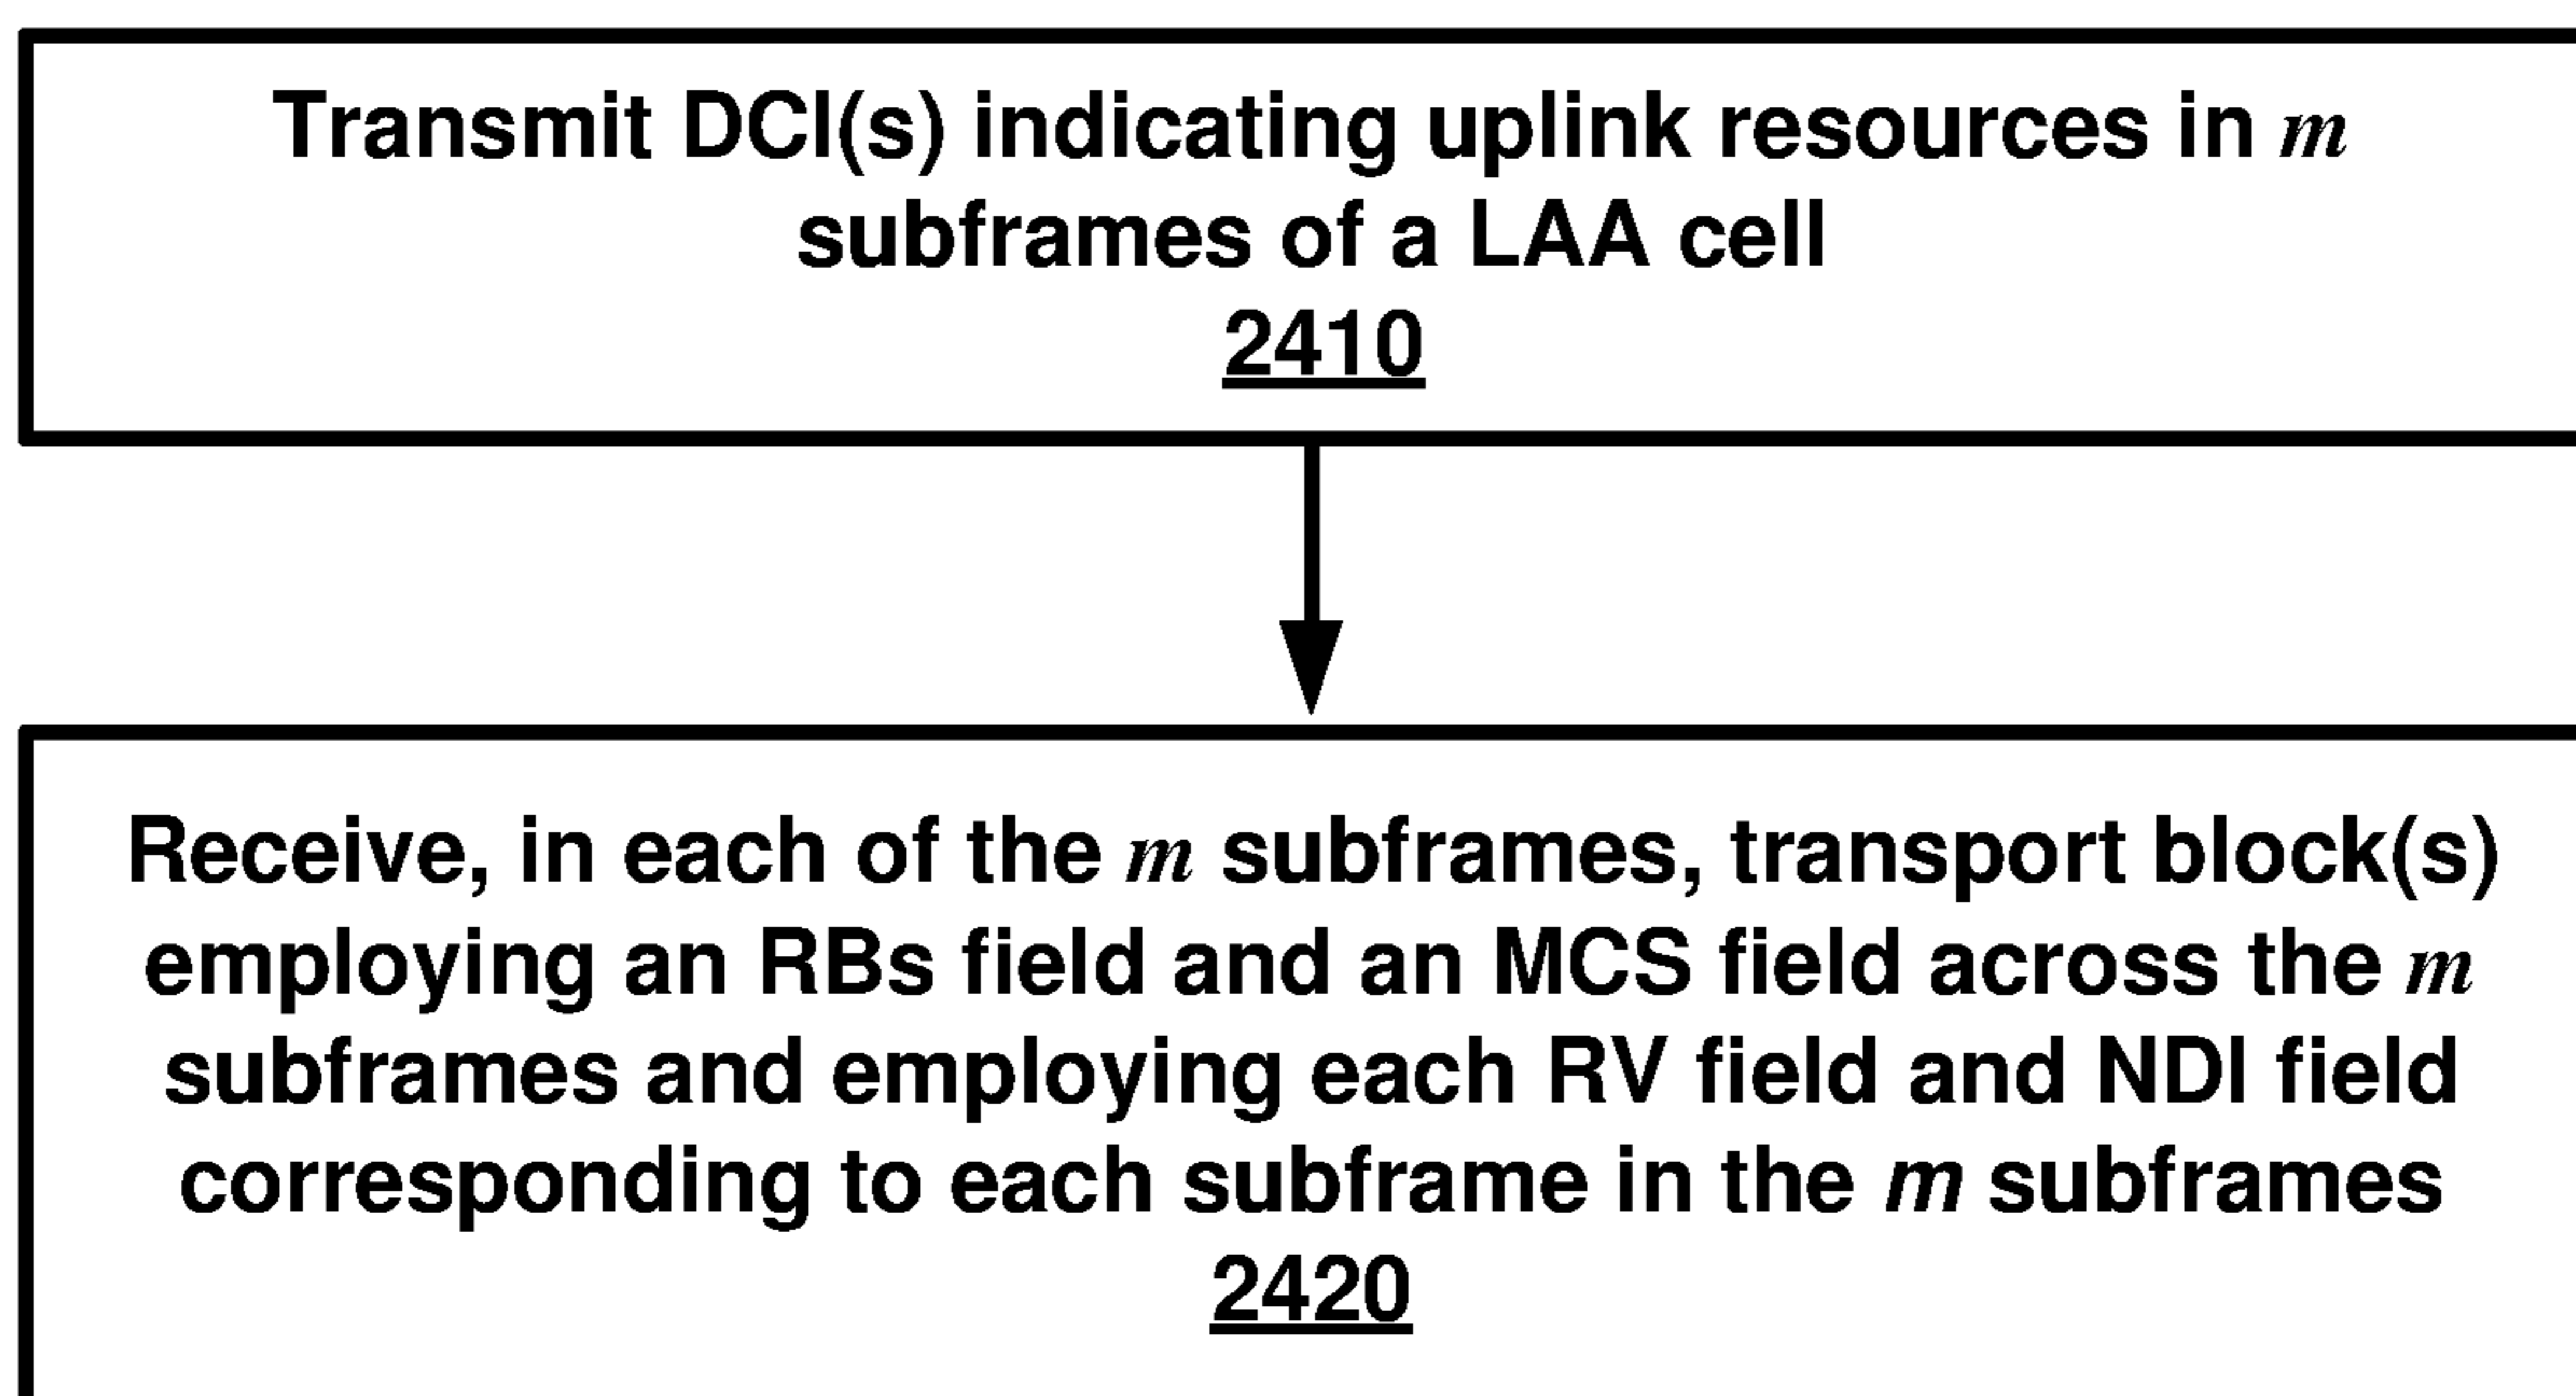 Transmit DCI(s) indicating uplink resources in m
subframes of a LAA cell
2410
Receive, in each of the m subframes, transport block(s)
employing an RBs field and an MCS field across the m
subframes and employing each RV field and NDI field
corresponding to each subframe in the m subframes
2420